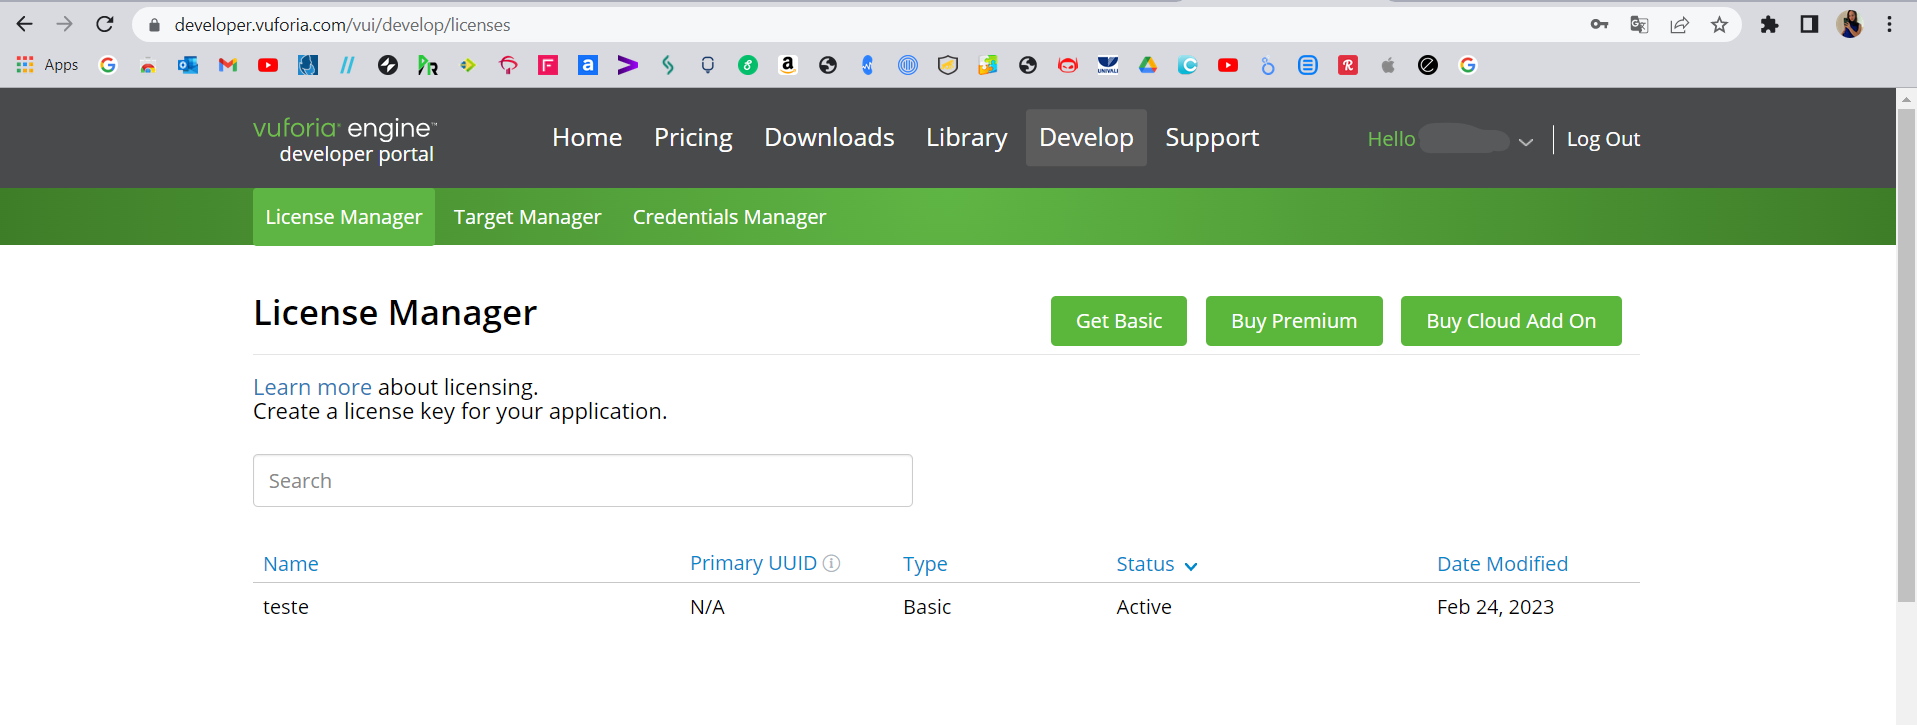 developer.vuforia.com/vui/develop/licenses
Apps
vuforia® engine™
developer portal
Home Pricing Downloads Library Develop Support
Hello
Log Out
License Manager Target Manager Credentials Manager
License Manager
Get Basic Buy Premium Buy Cloud Add On
Learn more about licensing.
Create a license key for your application.
Search
Name Primary UUID Type Status Date Modified
teste N/A Basic Active Feb 24, 2023